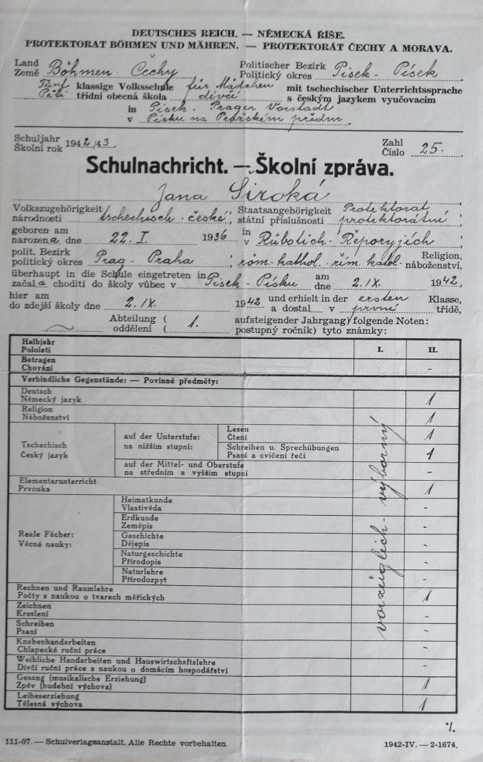 DEUTSCHES REICH. — NĚMECKÁ ŘÍŠE.
PROTEKTORAT BÖHMEN UND MÄHREN. — PROTEKTORÁT ČECHY A MORAVA.
Land Země Böhmen - Čechy Politischer Bezirk Politický okres Písek - Písek
Fünf klassige Volksschule für Mädchen mit tschechischer Unterrichtssprache
Pěti třídní obecná škola dívčí s českým jazykem vyučovacím
in Písek - Prager Vorstadt
v Písku na Pražském předm.
Schuljahr Školní rok 1942/43 Zahl Číslo 25.
Schulnachricht. — Školní zpráva.
Jana Široká
Volkszugehörigkeit národnosti tschechisch - české, Staatsangehörigkeit státní příslušnosti Protektorat, protektorátní,
geboren am narozena dne 22. I. 1936 in v Řeporyjích,
polit. Bezirk politický okres Prag - Praha, röm. kathol. - řím. katol. Religion, náboženství,
überhaupt in die Schule eingetreten in začala choditi do školy vůbec v Písek - Písku am dne 2. IX. 1942,
hier am do zdejší školy dne 2. IX. 1942 und erhielt in der a dostal v ersten první Klasse, třídě,
Abteilung oddělení ( 1. aufsteigender Jahrgang) folgende Noten: postupný ročník) tyto známky:
Halbjahr Pololetí I. II.
Betragen Chování -
Verbindliche Gegenstände: — Povinné předměty:
Deutsch Německý jazyk 1
Religion Náboženství 1
Tschechisch Český jazyk auf der Unterstufe: na nižším stupni: Lesen Čtení 1
Schreiben u. Sprechübungen Psaní a cvičení řeči 1
auf der Mittel- und Oberstufe na středním a vyšším stupni -
Elementarunterricht Prvouka 1
Reale Fächer: Věcné nauky: Heimatkunde Vlastivěda -
Erdkunde Zeměpis -
Geschichte Dějepis -
Naturgeschichte Přírodopis -
Naturlehre Přírodozpyt -
Rechnen und Raumlehre Počty s naukou o tvarech měřických 1
Zeichnen Kreslení -
Schreiben Psaní -
Knabenhandarbeiten Chlapecké ruční práce -
Weibliche Handarbeiten und Hauswirtschaftslehre Dívčí ruční práce s naukou o domácím hospodářství -
Gesang (musikalische Erziehung) Zpěv (hudební výchova) 1
Leibeserziehung Tělesná výchova 1
vorzüglich - výborný
111-07. — Schulverlagsanstalt. Alle Rechte vorbehalten 1942-IV. — 2-1674.